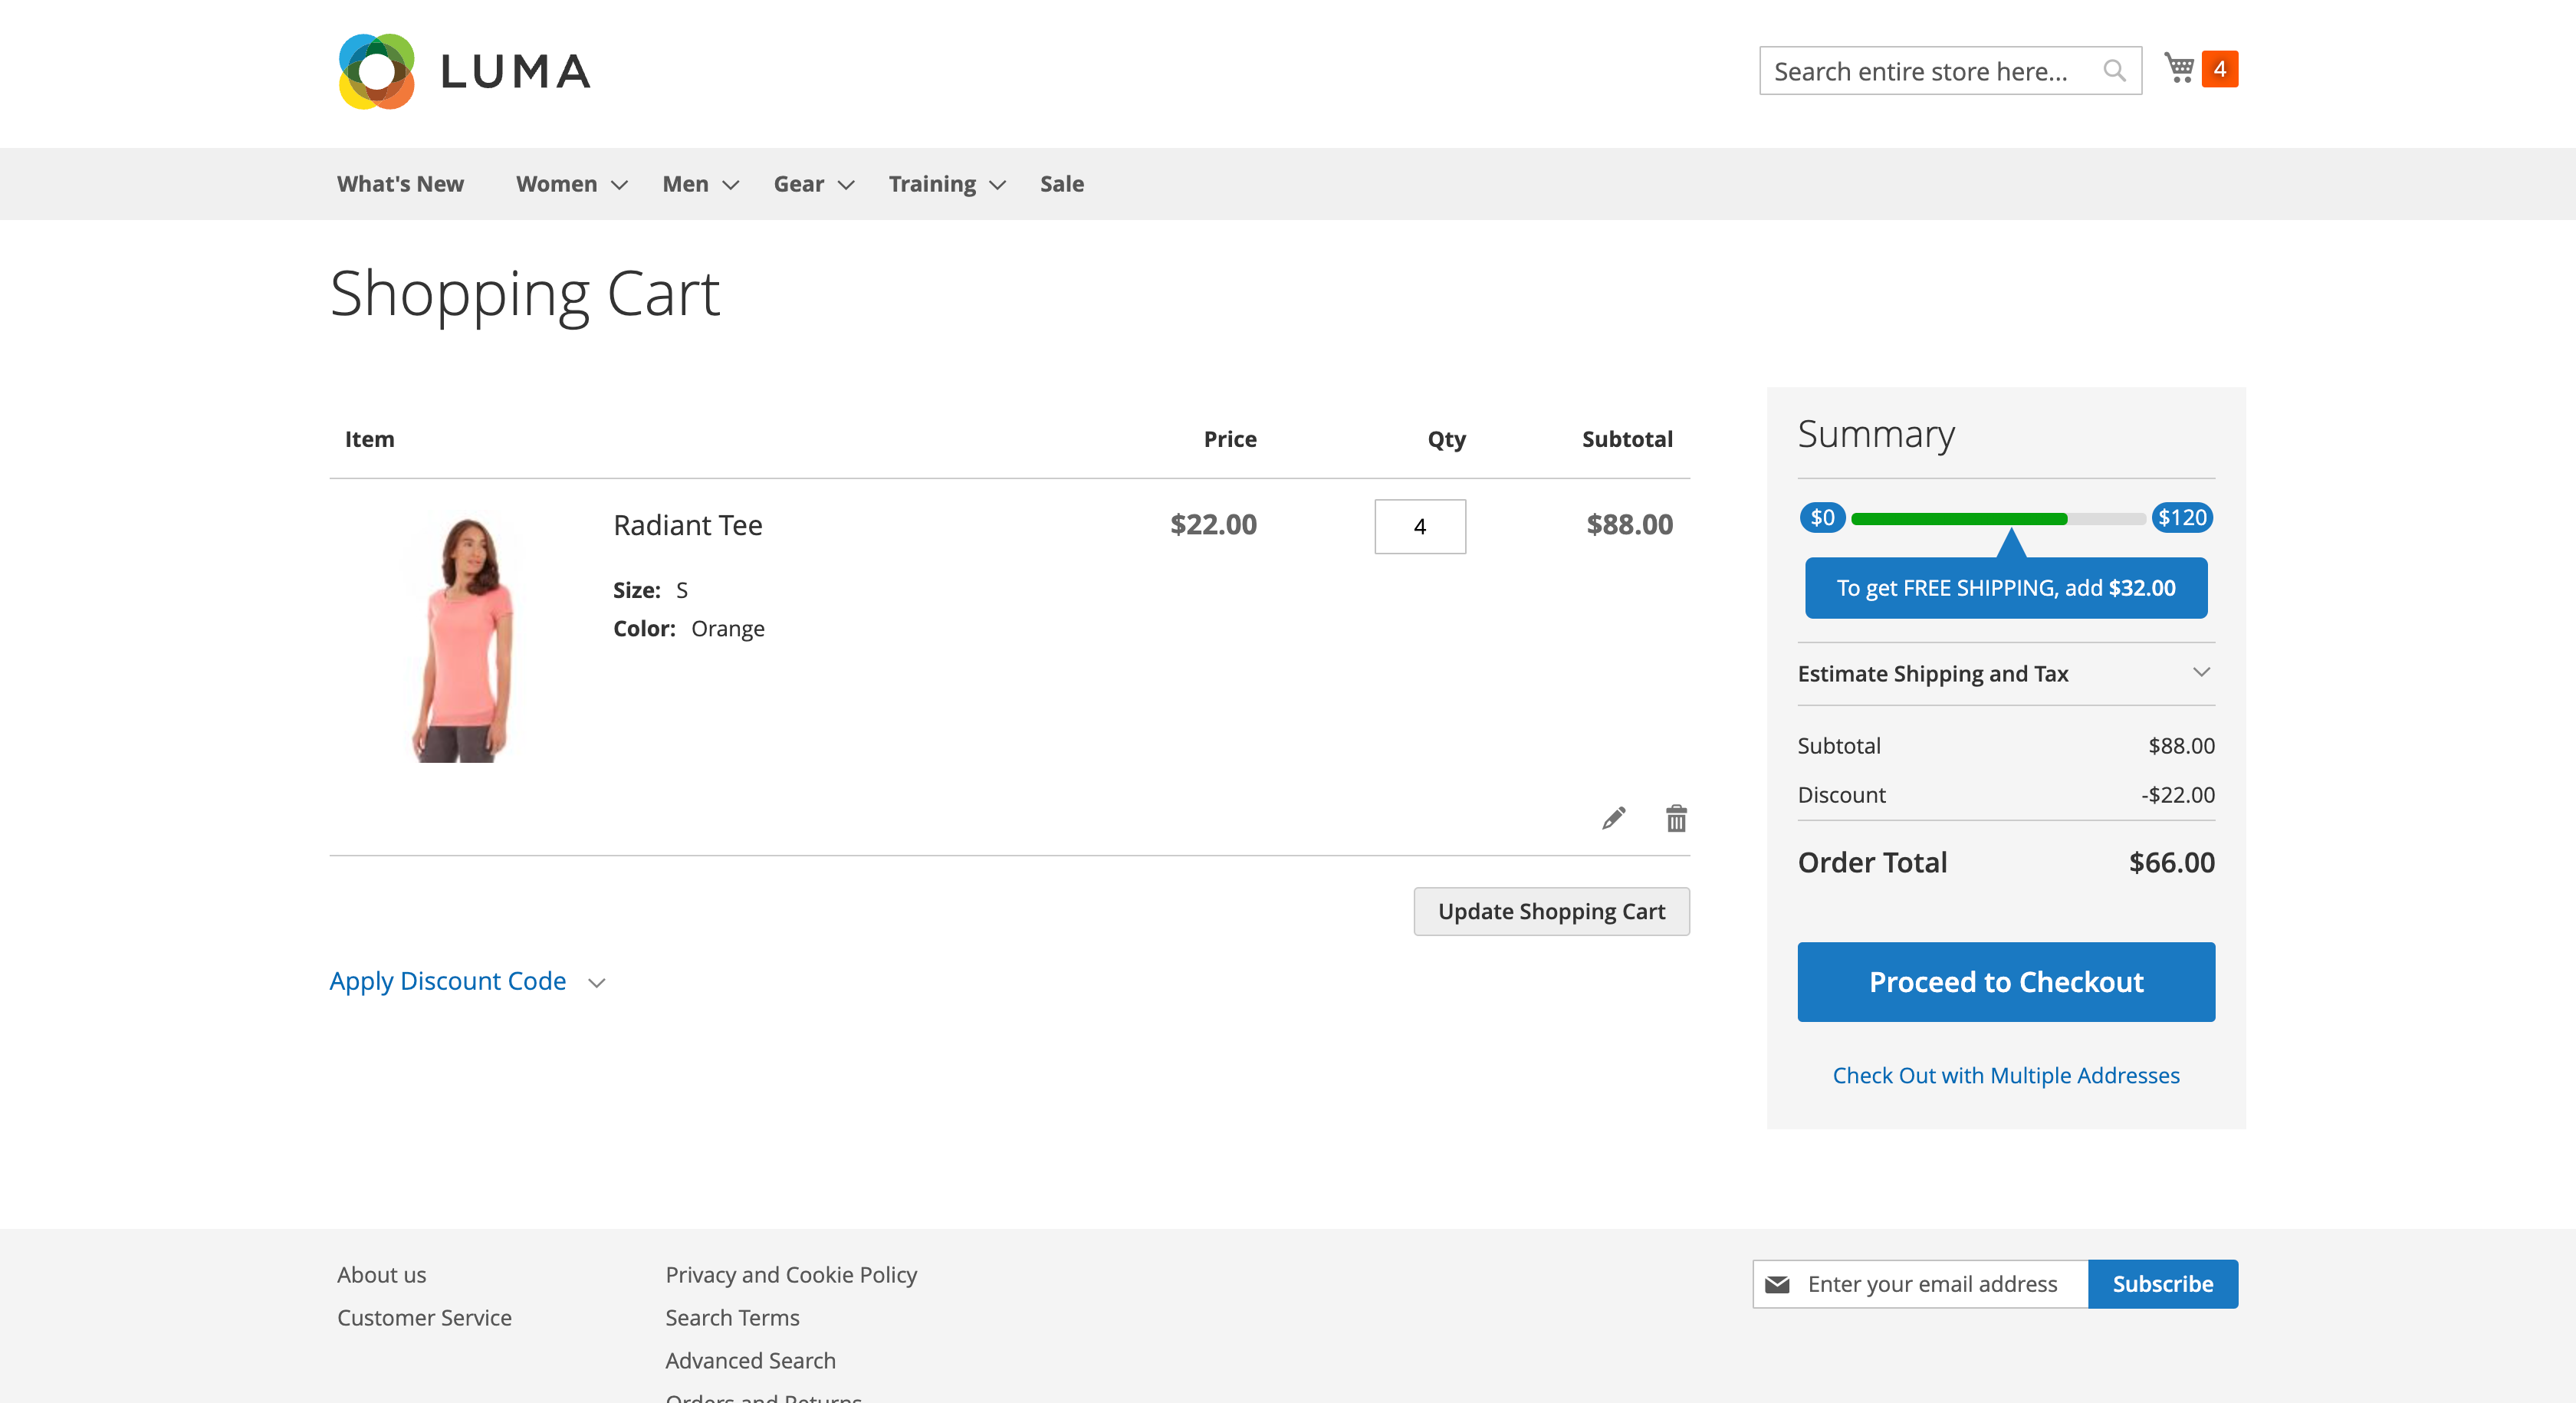 LUMA
Search entire store here...
4
What's New Women Men Gear Training Sale
Shopping Cart
Item Price Qty Subtotal
Radiant Tee $22.00 4 $88.00
Size: S
Color: Orange
Update Shopping Cart
Apply Discount Code
Summary
$0 $120
To get FREE SHIPPING, add $32.00
Estimate Shipping and Tax
Subtotal $88.00
Discount -$22.00
Order Total $66.00
Proceed to Checkout
Check Out with Multiple Addresses
About us
Customer Service
Privacy and Cookie Policy
Search Terms
Advanced Search
Orders and Returns
Enter your email address Subscribe